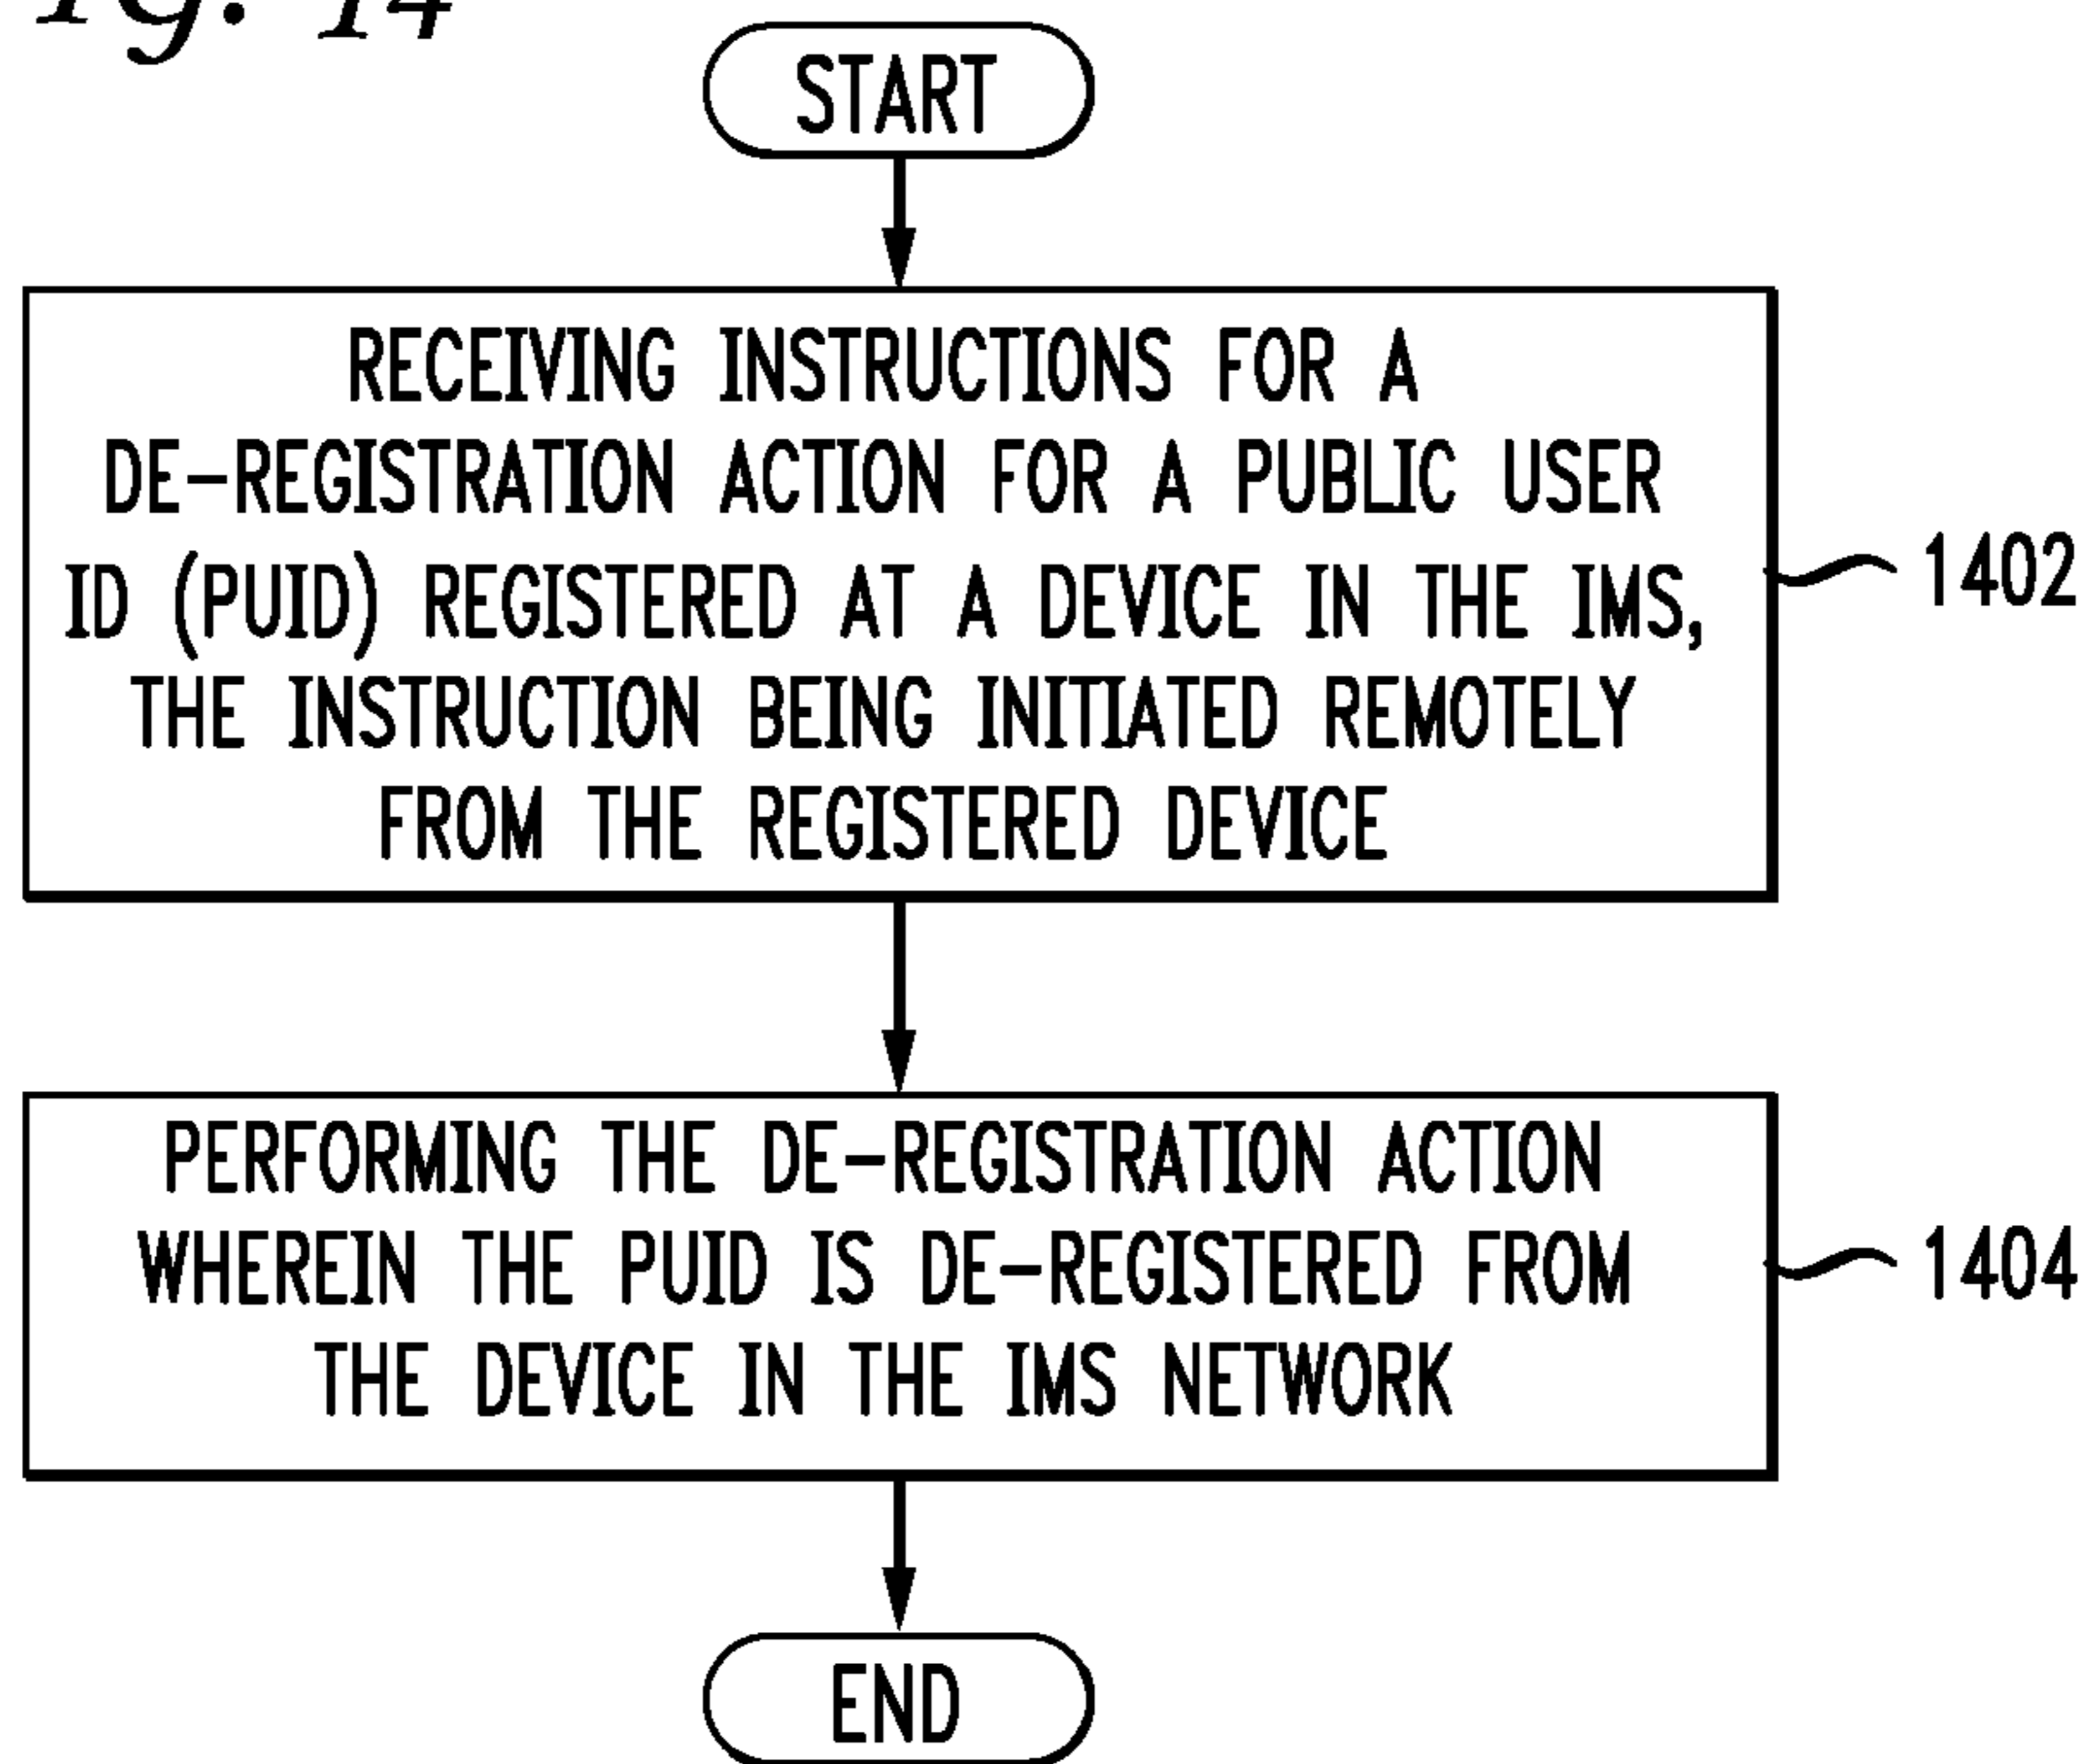 Fig. 14
START
RECEIVING INSTRUCTIONS FOR A
DE-REGISTRATION ACTION FOR A PUBLIC USER
ID (PUID) REGISTERED AT A DEVICE IN THE IMS,
THE INSTRUCTION BEING INITIATED REMOTELY
FROM THE REGISTERED DEVICE
1402
PERFORMING THE DE-REGISTRATION ACTION
WHEREIN THE PUID IS DE-REGISTERED FROM
THE DEVICE IN THE IMS NETWORK
1404
END